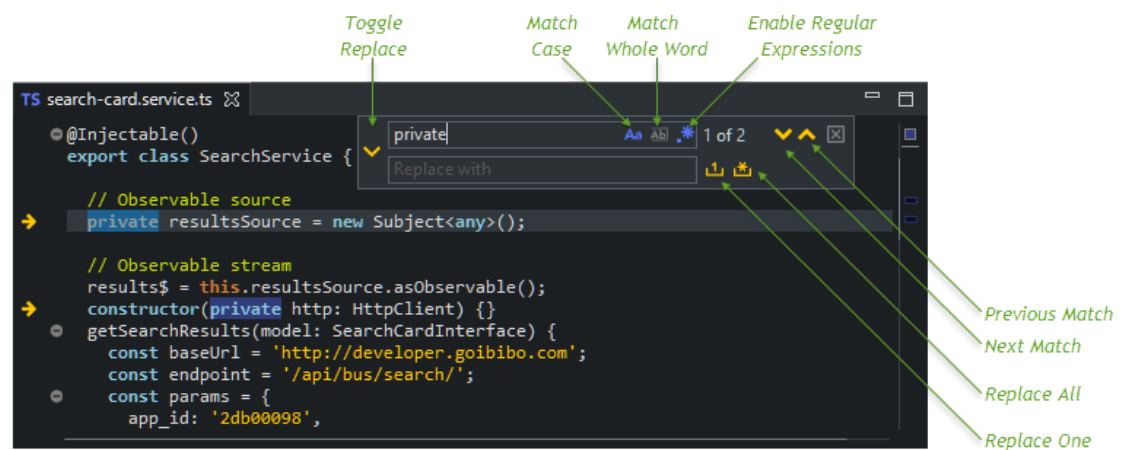 Toggle
Replace
Match
Case
Match
Whole Word
Enable Regular
Expressions
TS search-card.service.ts
@Injectable()
export class SearchService {
private
Aa Ab .* 1 of 2
Replace with
1 *
// Observable source
private resultsSource = new Subject<any>();
// Observable stream
results$ = this.resultsSource.asObservable();
constructor(private http: HttpClient) {}
getSearchResults(model: SearchCardInterface) {
const baseUrl = 'http://developer.goibibo.com';
const endpoint = '/api/bus/search/';
const params = {
app_id: '2db00098',
Previous Match
Next Match
Replace All
Replace One